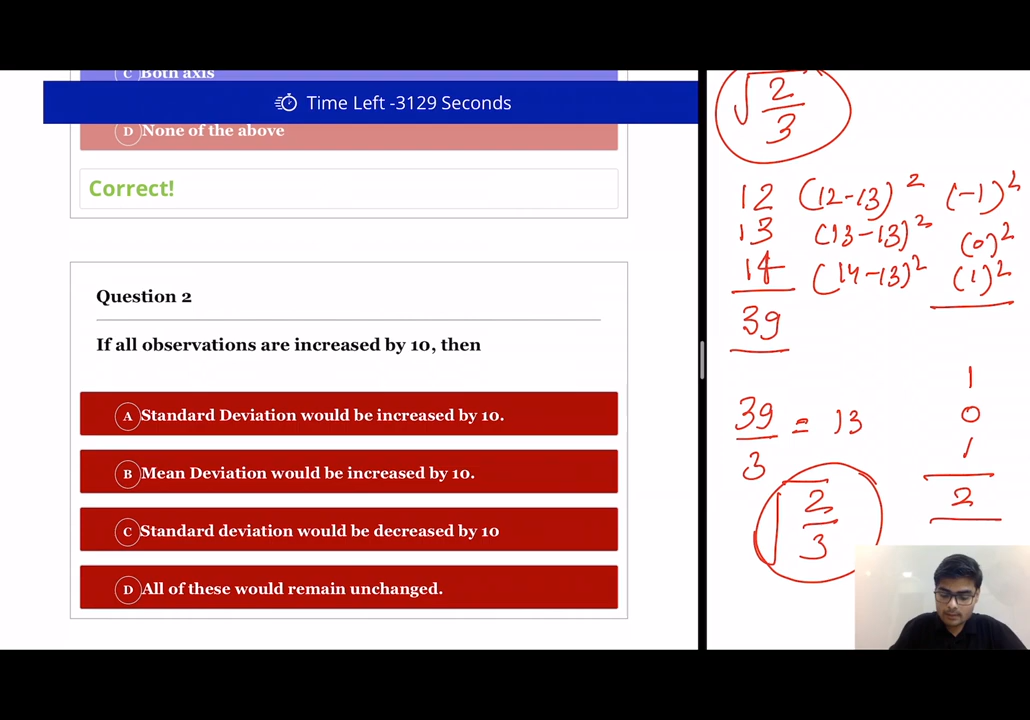 C Both axis
Time Left -3129 Seconds
D None of the above
Correct!
Question 2
If all observations are increased by 10, then
A Standard Deviation would be increased by 10.
B Mean Deviation would be increased by 10.
C Standard deviation would be decreased by 10
D All of these would remain unchanged.
√2/3
12 (12-13)² (-1)²
13 (13-13)² (0)²
14 (14-13)² (1)²
39
39/3 = 13
√2/3
1
0
1
2